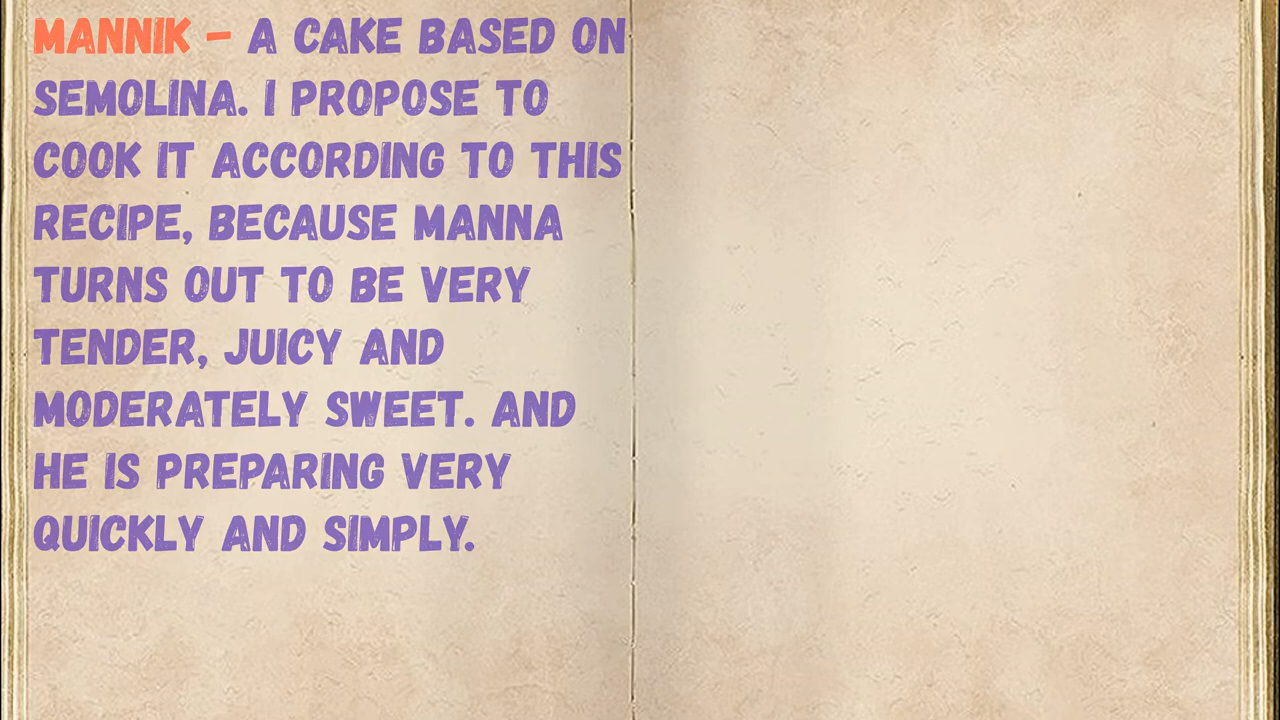 MANNIK – A CAKE BASED ON
SEMOLINA. I PROPOSE TO
COOK IT ACCORDING TO THIS
RECIPE, BECAUSE MANNA
TURNS OUT TO BE VERY
TENDER, JUICY AND
MODERATELY SWEET. AND
HE IS PREPARING VERY
QUICKLY AND SIMPLY.